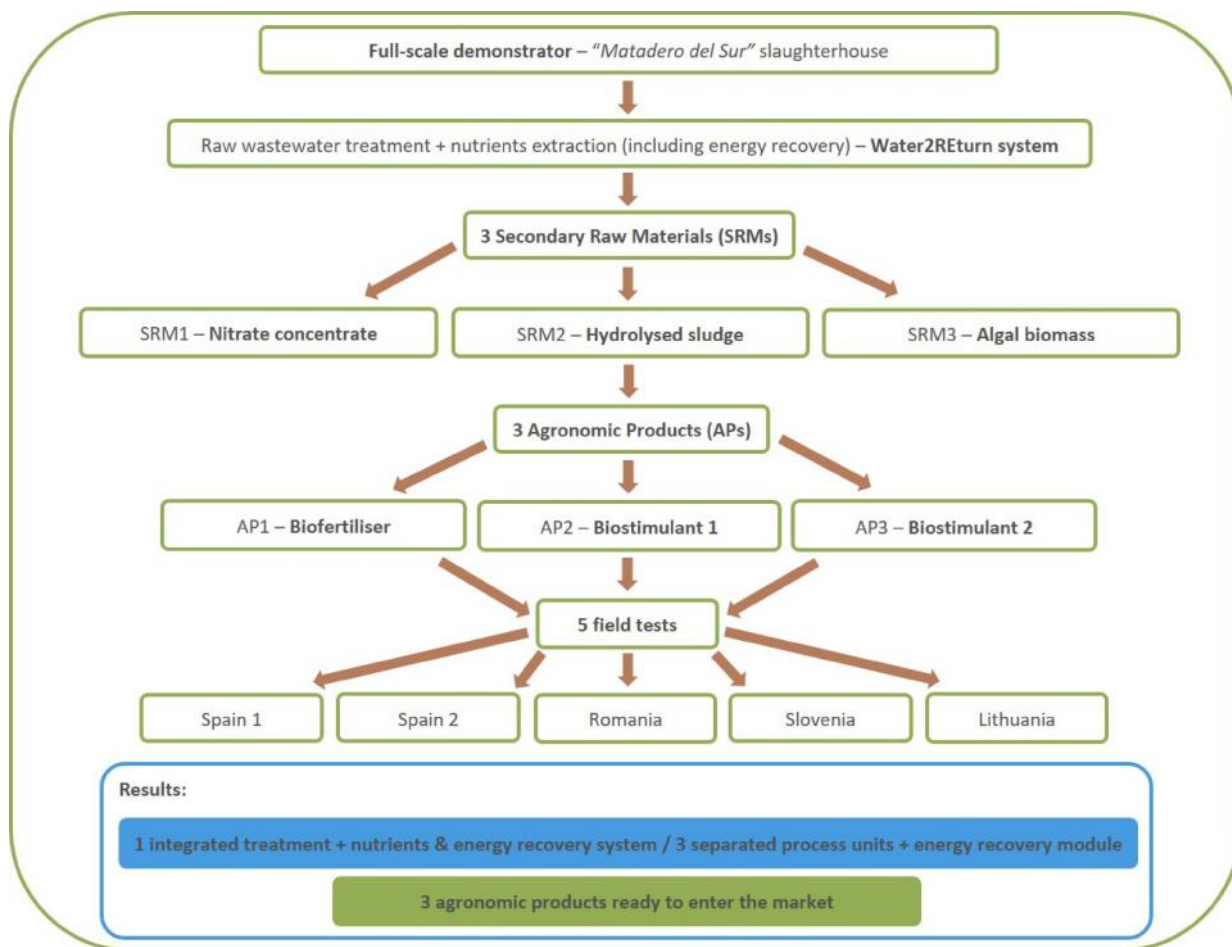 Full-scale demonstrator – “Matadero del Sur” slaughterhouse
Raw wastewater treatment + nutrients extraction (including energy recovery) – Water2REturn system
3 Secondary Raw Materials (SRMs)
SRM1 – Nitrate concentrate
SRM2 – Hydrolysed sludge
SRM3 – Algal biomass
3 Agronomic Products (APs)
AP1 – Biofertiliser
AP2 – Biostimulant 1
AP3 – Biostimulant 2
5 field tests
Spain 1
Spain 2
Romania
Slovenia
Lithuania
Results:
1 integrated treatment + nutrients & energy recovery system / 3 separated process units + energy recovery module
3 agronomic products ready to enter the market